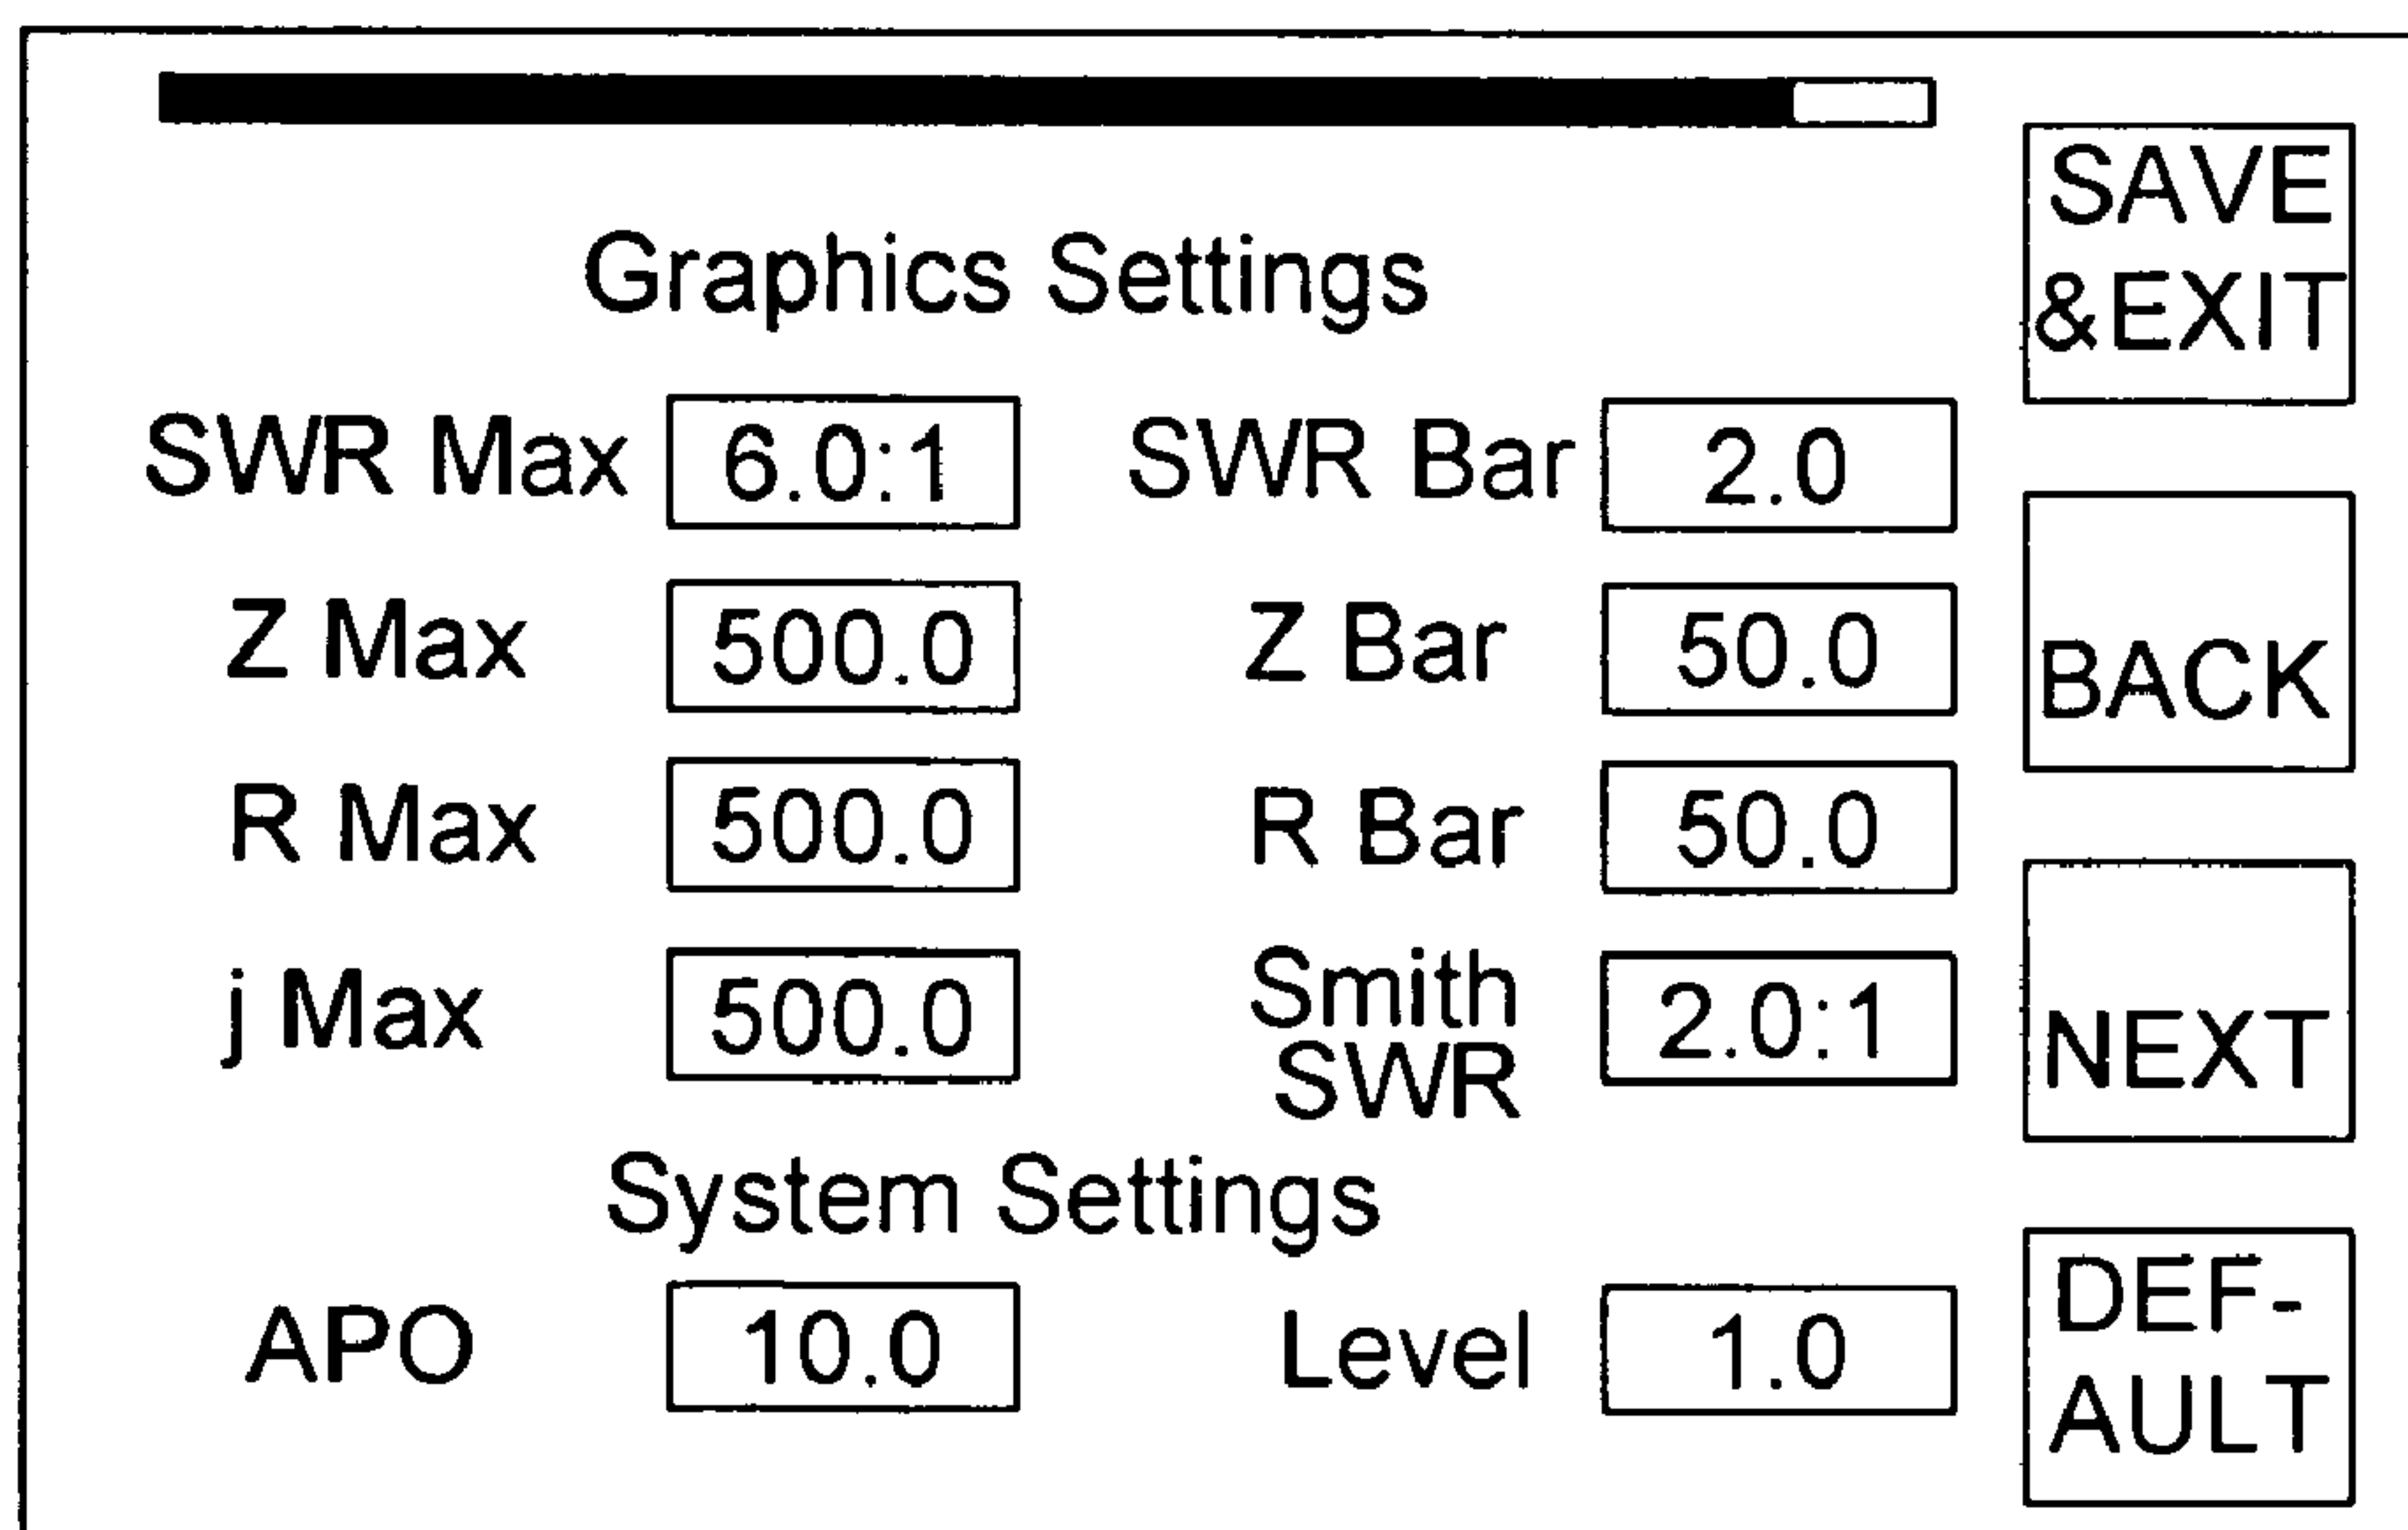 Graphics Settings
SWR Max 6.0:1 SWR Bar 2.0
Z Max 500.0 Z Bar 50.0
R Max 500.0 R Bar 50.0
j Max 500.0 Smith
SWR 2.0:1
System Settings
APO 10.0 Level 1.0
SAVE
&EXIT
BACK
NEXT
DEF-
AULT